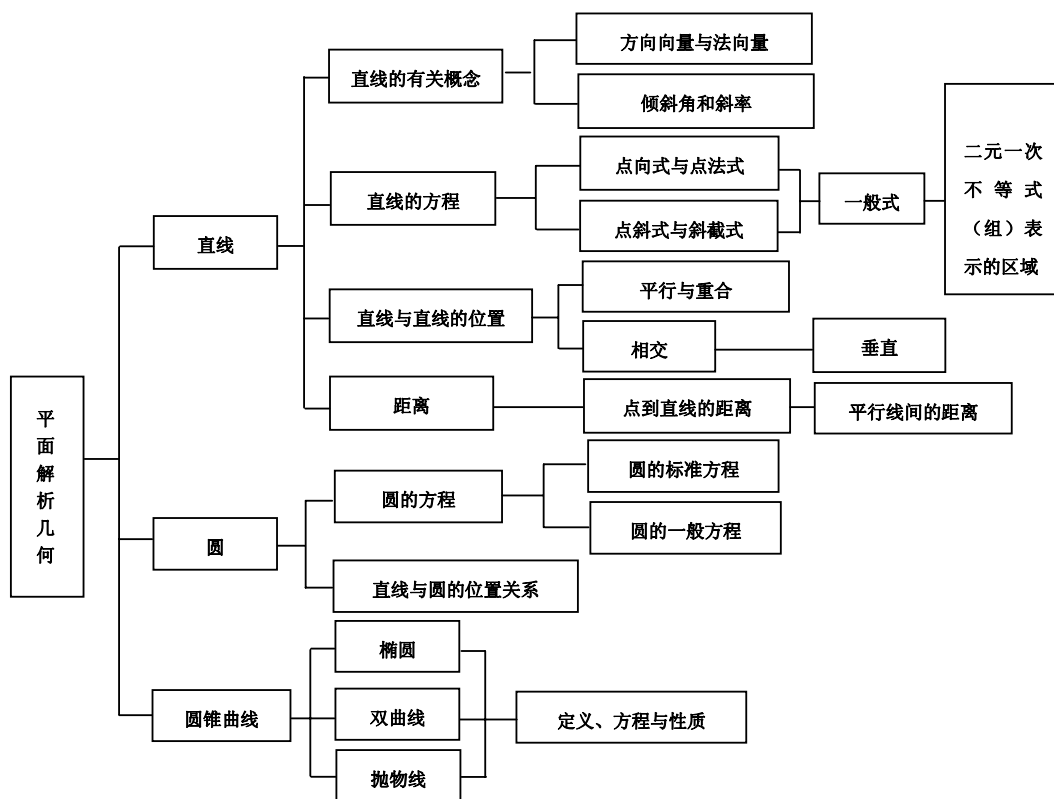 平
面
解
析
几
何
直线
直线的有关概念
方向向量与法向量
倾斜角和斜率
直线的方程
点向式与点法式
点斜式与斜截式
一般式
二元一次
不等式
（组）表
示的区域
直线与直线的位置
平行与重合
相交
垂直
距离
点到直线的距离
平行线间的距离
圆
圆的方程
圆的标准方程
圆的一般方程
直线与圆的位置关系
圆锥曲线
椭圆
双曲线
抛物线
定义、方程与性质